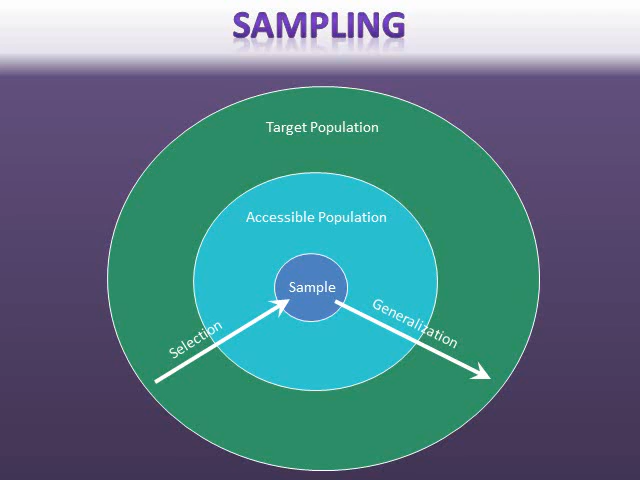 SAMPLING
Target Population
Accessible Population
Sample
Selection
Generalization